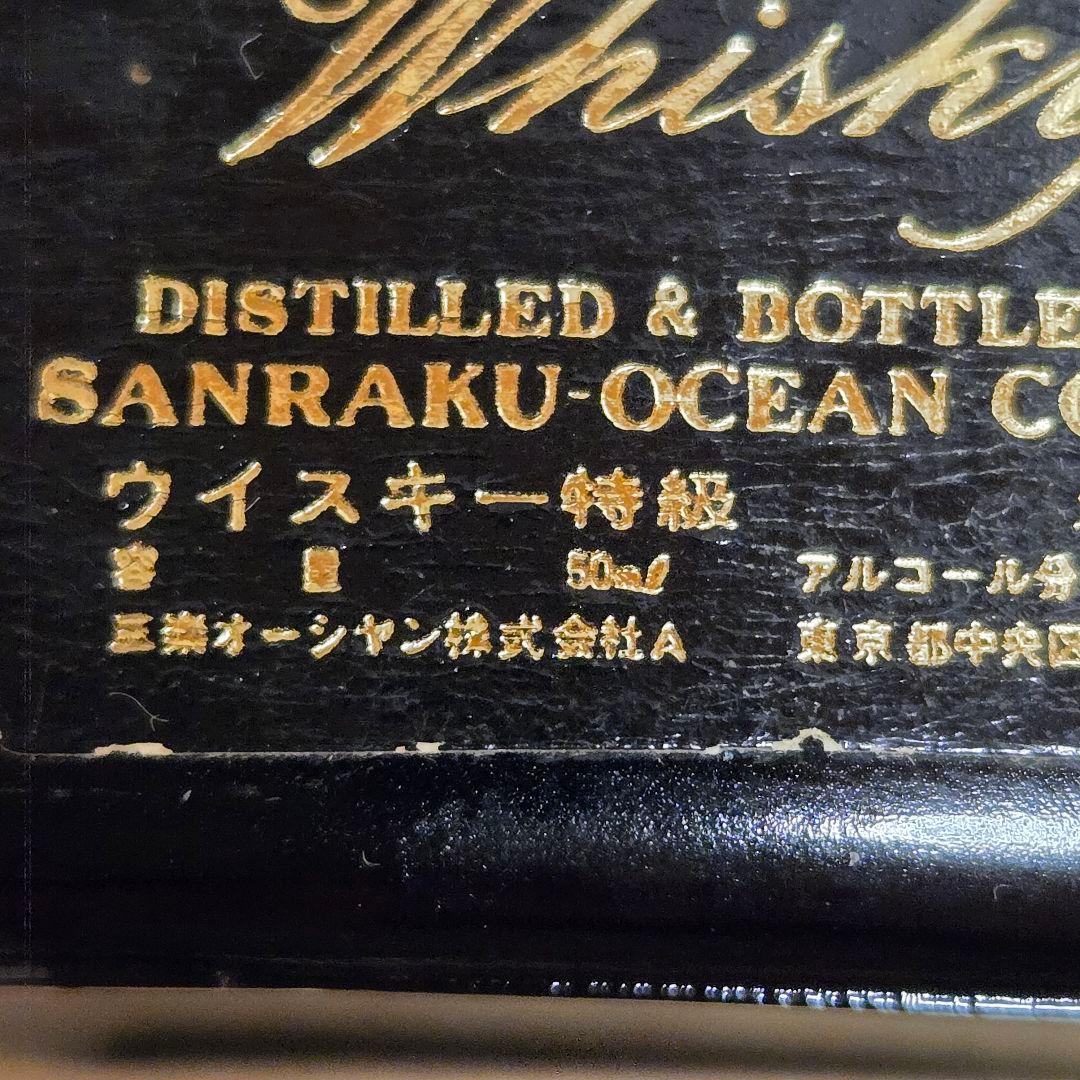 Whisky
DISTILLED & BOTTLE
SANRAKU-OCEAN CO
ウイスキー特級
容量 50ml アルコール分
三楽オーシャン株式会社A 東京都中央区